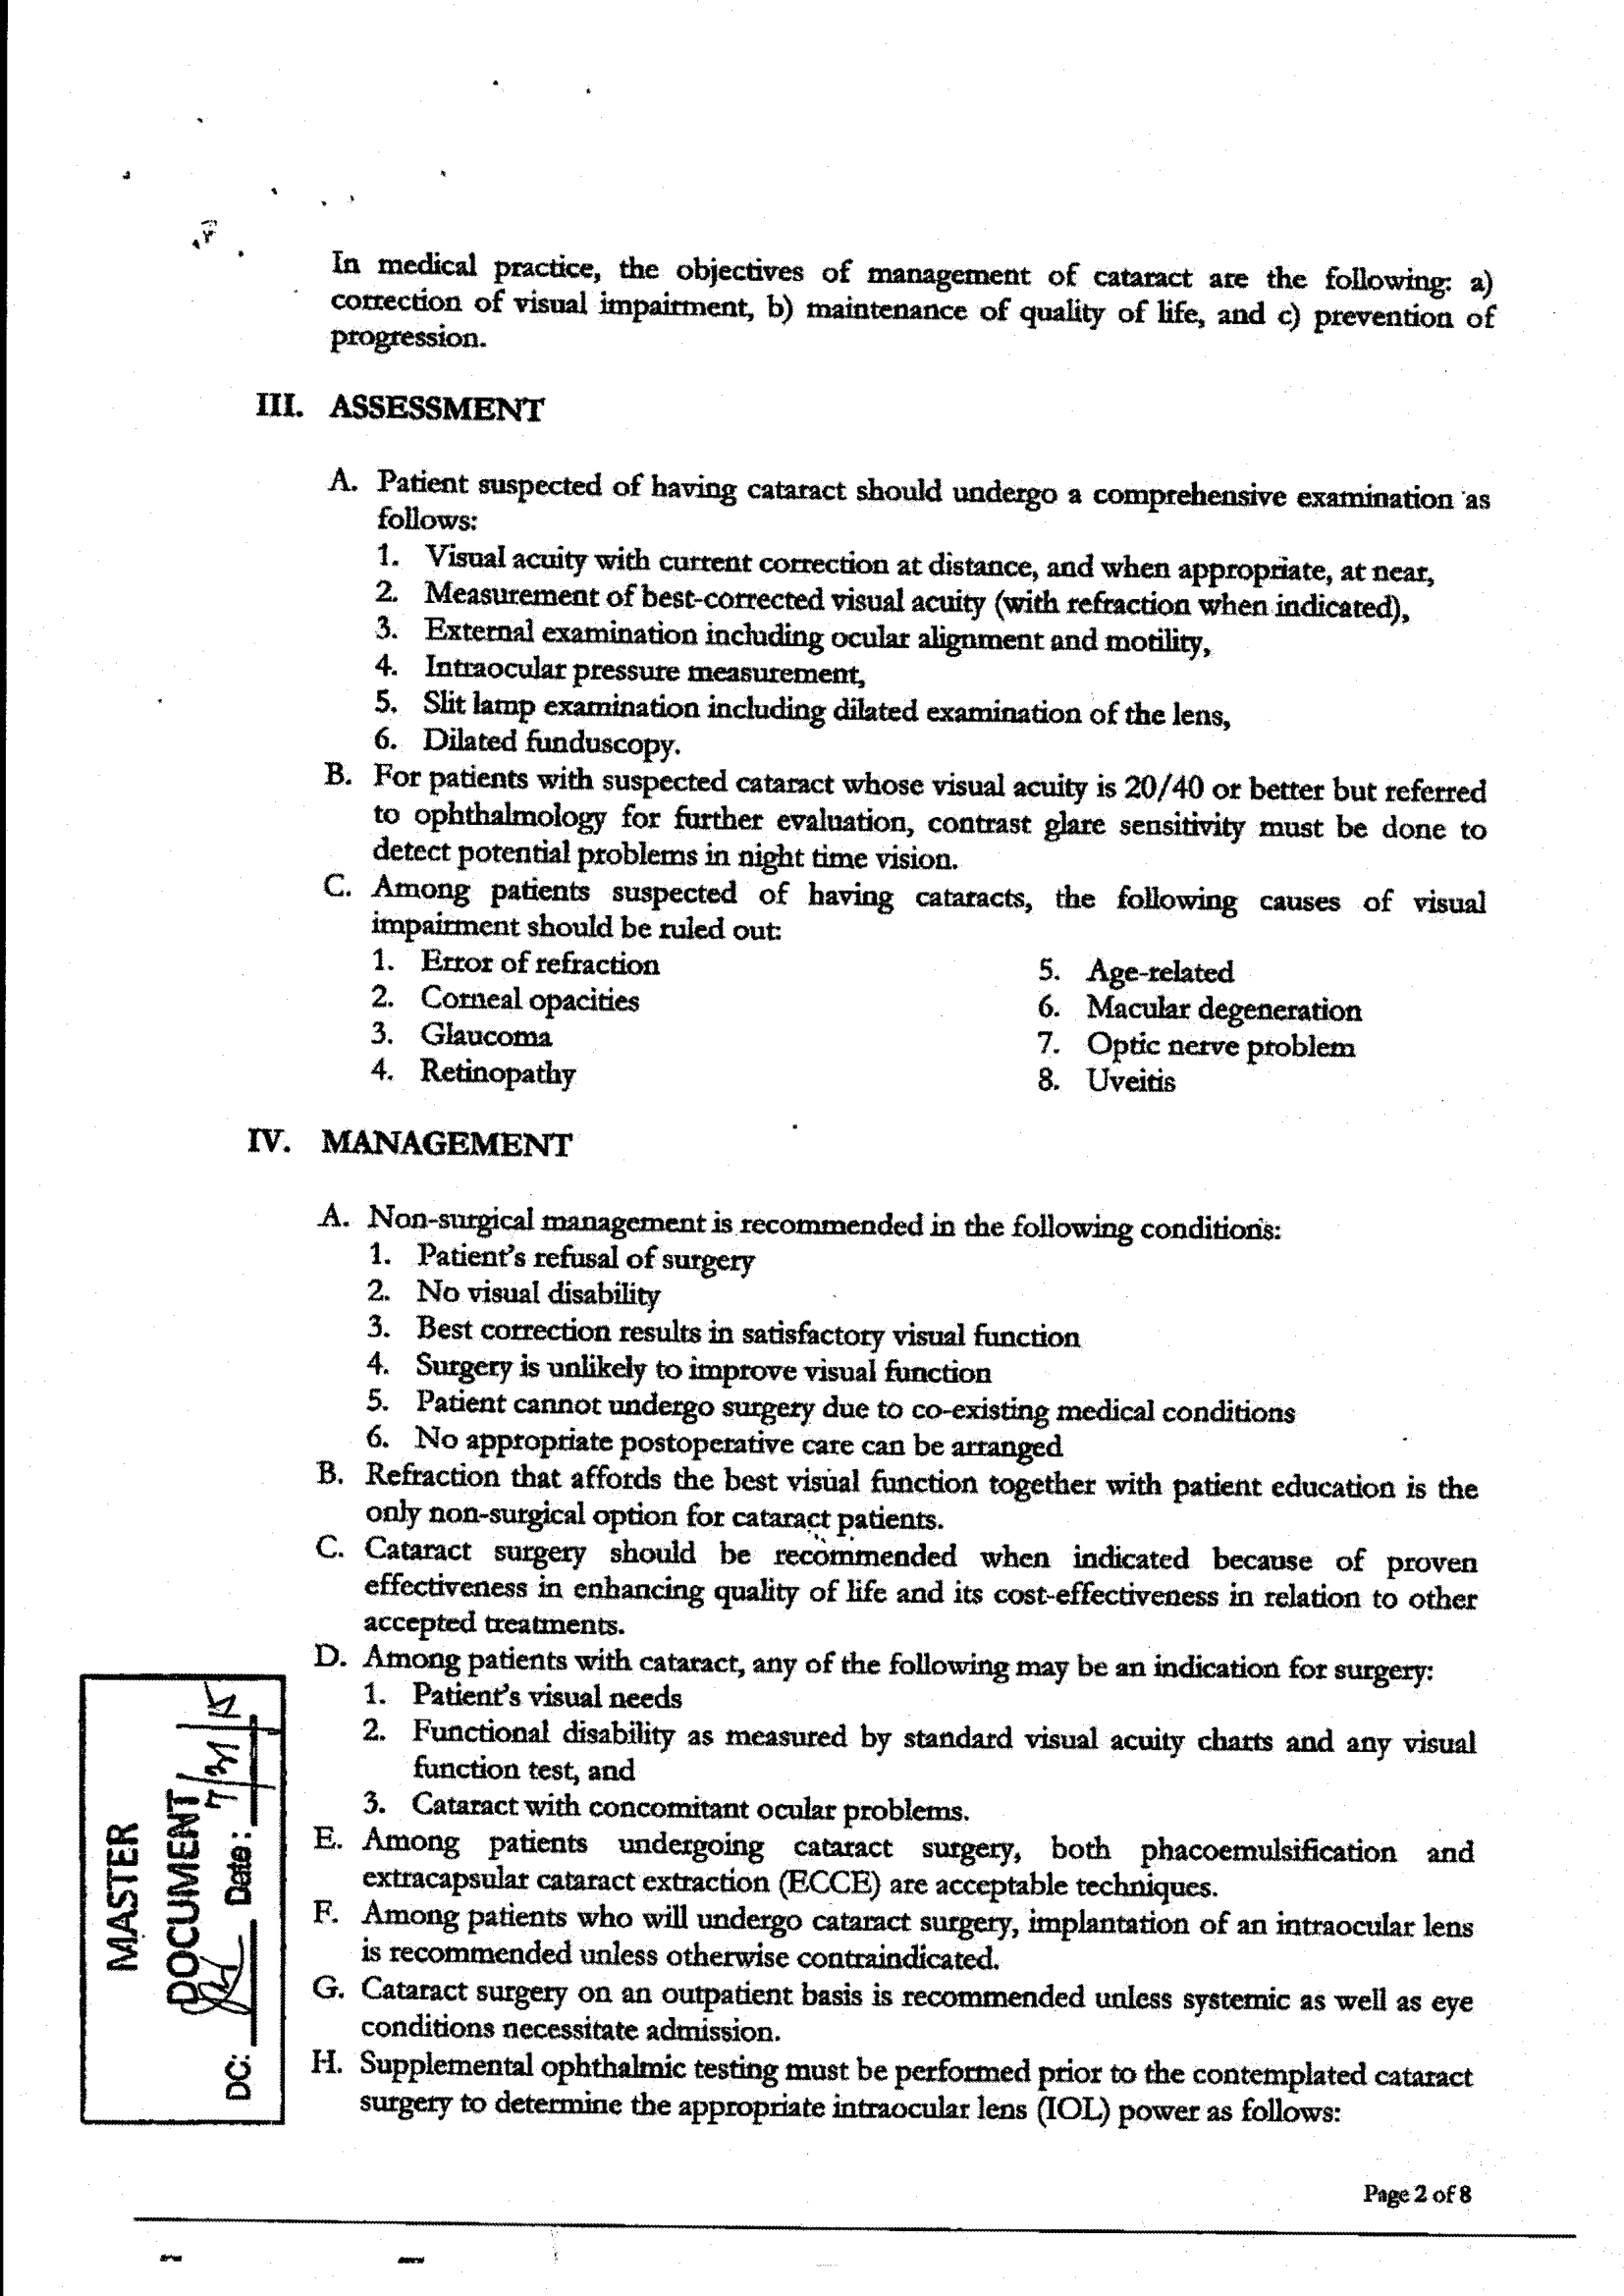 In medical practice, the objectives of management of cataract are the following: a)
correction of visual impairment, b) maintenance of quality of life, and c) prevention of
progression.
III. ASSESSMENT
A. Patient suspected of having cataract should undergo a comprehensive examination as
follows:
1. Visual acuity with current correction at distance, and when appropriate, at near,
2. Measurement of best-corrected visual acuity (with refraction when indicated),
3. External examination including ocular alignment and motility,
4. Intraocular pressure measurement,
5. Slit lamp examination including dilated examination of the lens,
6. Dilated funduscopy.
B. For patients with suspected cataract whose visual acuity is 20/40 or better but referred
to ophthalmology for further evaluation, contrast glare sensitivity must be done to
detect potential problems in night time vision.
C. Among patients suspected of having cataracts, the following causes of visual
impairment should be ruled out:
1. Error of refraction
2. Corneal opacities
3. Glaucoma
4. Retinopathy
5. Age-related
6. Macular degeneration
7. Optic nerve problem
8. Uveitis
IV. MANAGEMENT
A. Non-surgical management is recommended in the following conditions:
1. Patient's refusal of surgery
2. No visual disability
3. Best correction results in satisfactory visual function
4. Surgery is unlikely to improve visual function
5. Patient cannot undergo surgery due to co-existing medical conditions
6. No appropriate postoperative care can be arranged
B. Refraction that affords the best visual function together with patient education is the
only non-surgical option for cataract patients.
C. Cataract surgery should be recommended when indicated because of proven
effectiveness in enhancing quality of life and its cost-effectiveness in relation to other
accepted treatments.
D. Among patients with cataract, any of the following may be an indication for surgery:
1. Patient's visual needs
2. Functional disability as measured by standard visual acuity charts and any visual
function test, and
3. Cataract with concomitant ocular problems.
E. Among patients undergoing cataract surgery, both phacoemulsification and
extracapsular cataract extraction (ECCE) are acceptable techniques.
F. Among patients who will undergo cataract surgery, implantation of an intraocular lens
is recommended unless otherwise contraindicated.
G. Cataract surgery on an outpatient basis is recommended unless systemic as well as eye
conditions necessitate admission.
H. Supplemental ophthalmic testing must be performed prior to the contemplated cataract
surgery to determine the appropriate intraocular lens (IOL) power as follows:
MASTER
DOCUMENT
DC: Date:
Page 2 of 8